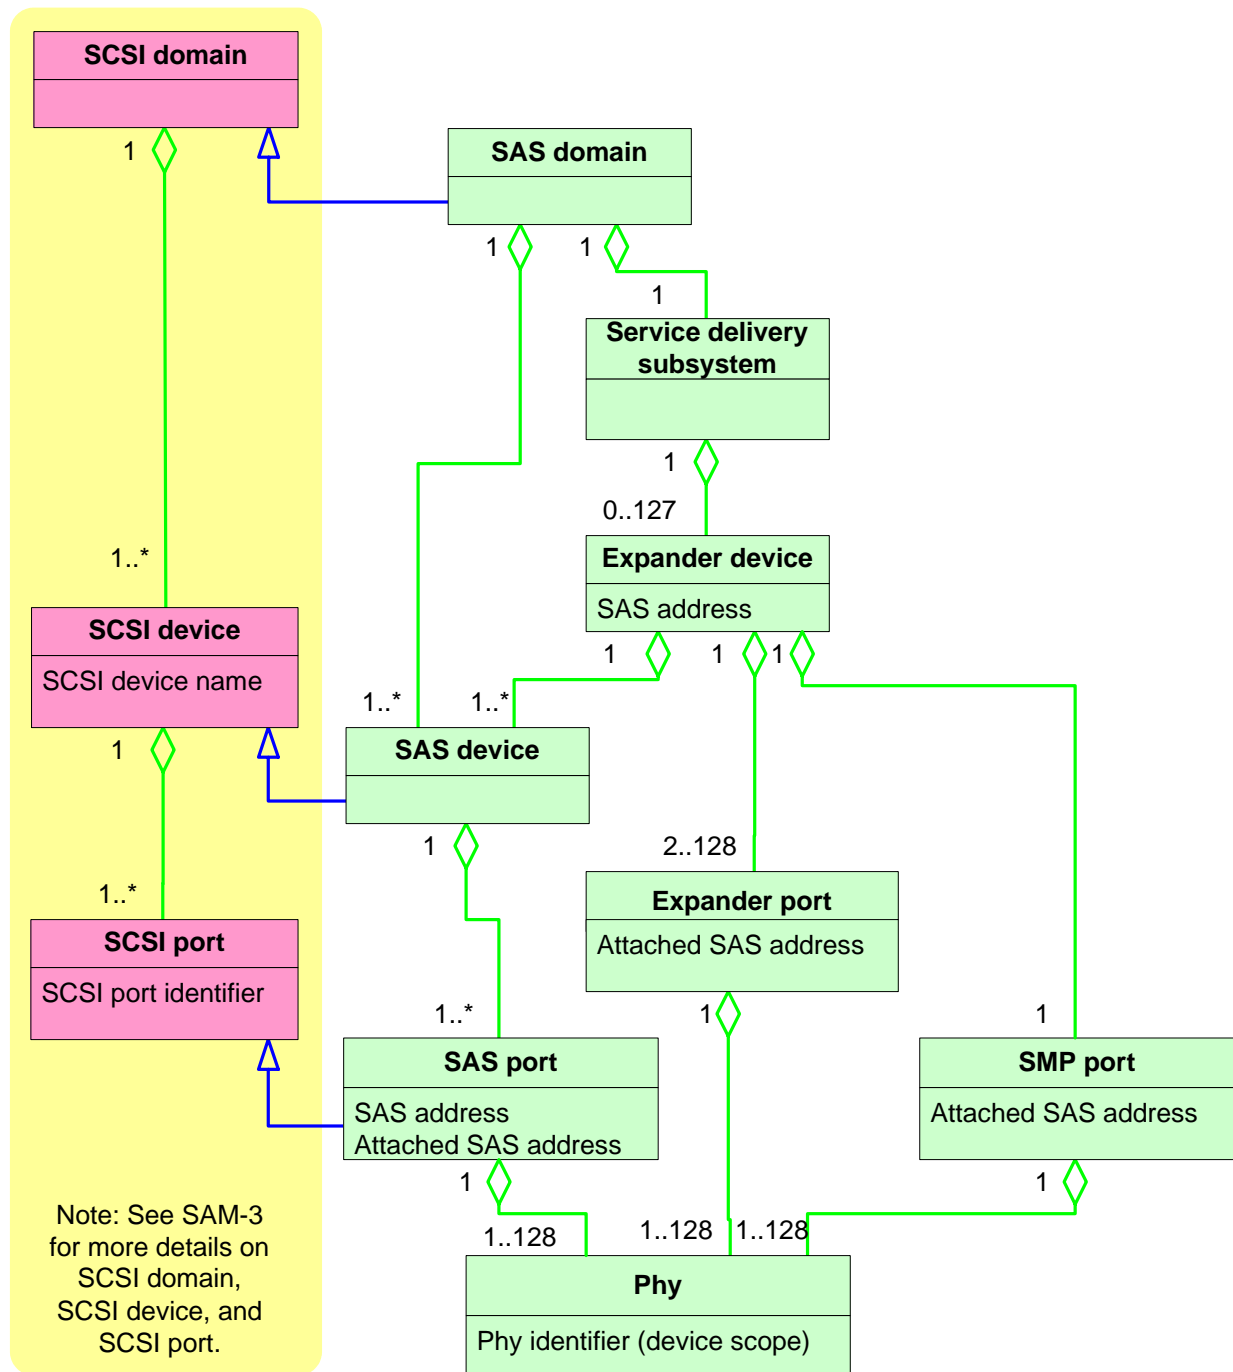 SCSI domain
1
SAS domain
1
1
1
Service delivery
subsystem
1
0..127
1..*
Expander device
SAS address
SCSI device
SCSI device name
1
1
1
1..*
1..*
1
SAS device
1
2..128
1..*
Expander port
Attached SAS address
SCSI port
SCSI port identifier
1..*
1
1
SAS port
SAS address
Attached SAS address
SMP port
Attached SAS address
1
1
Note: See SAM-3
for more details on
SCSI domain,
SCSI device, and
SCSI port.
1..128
1..128
1..128
Phy
Phy identifier (device scope)